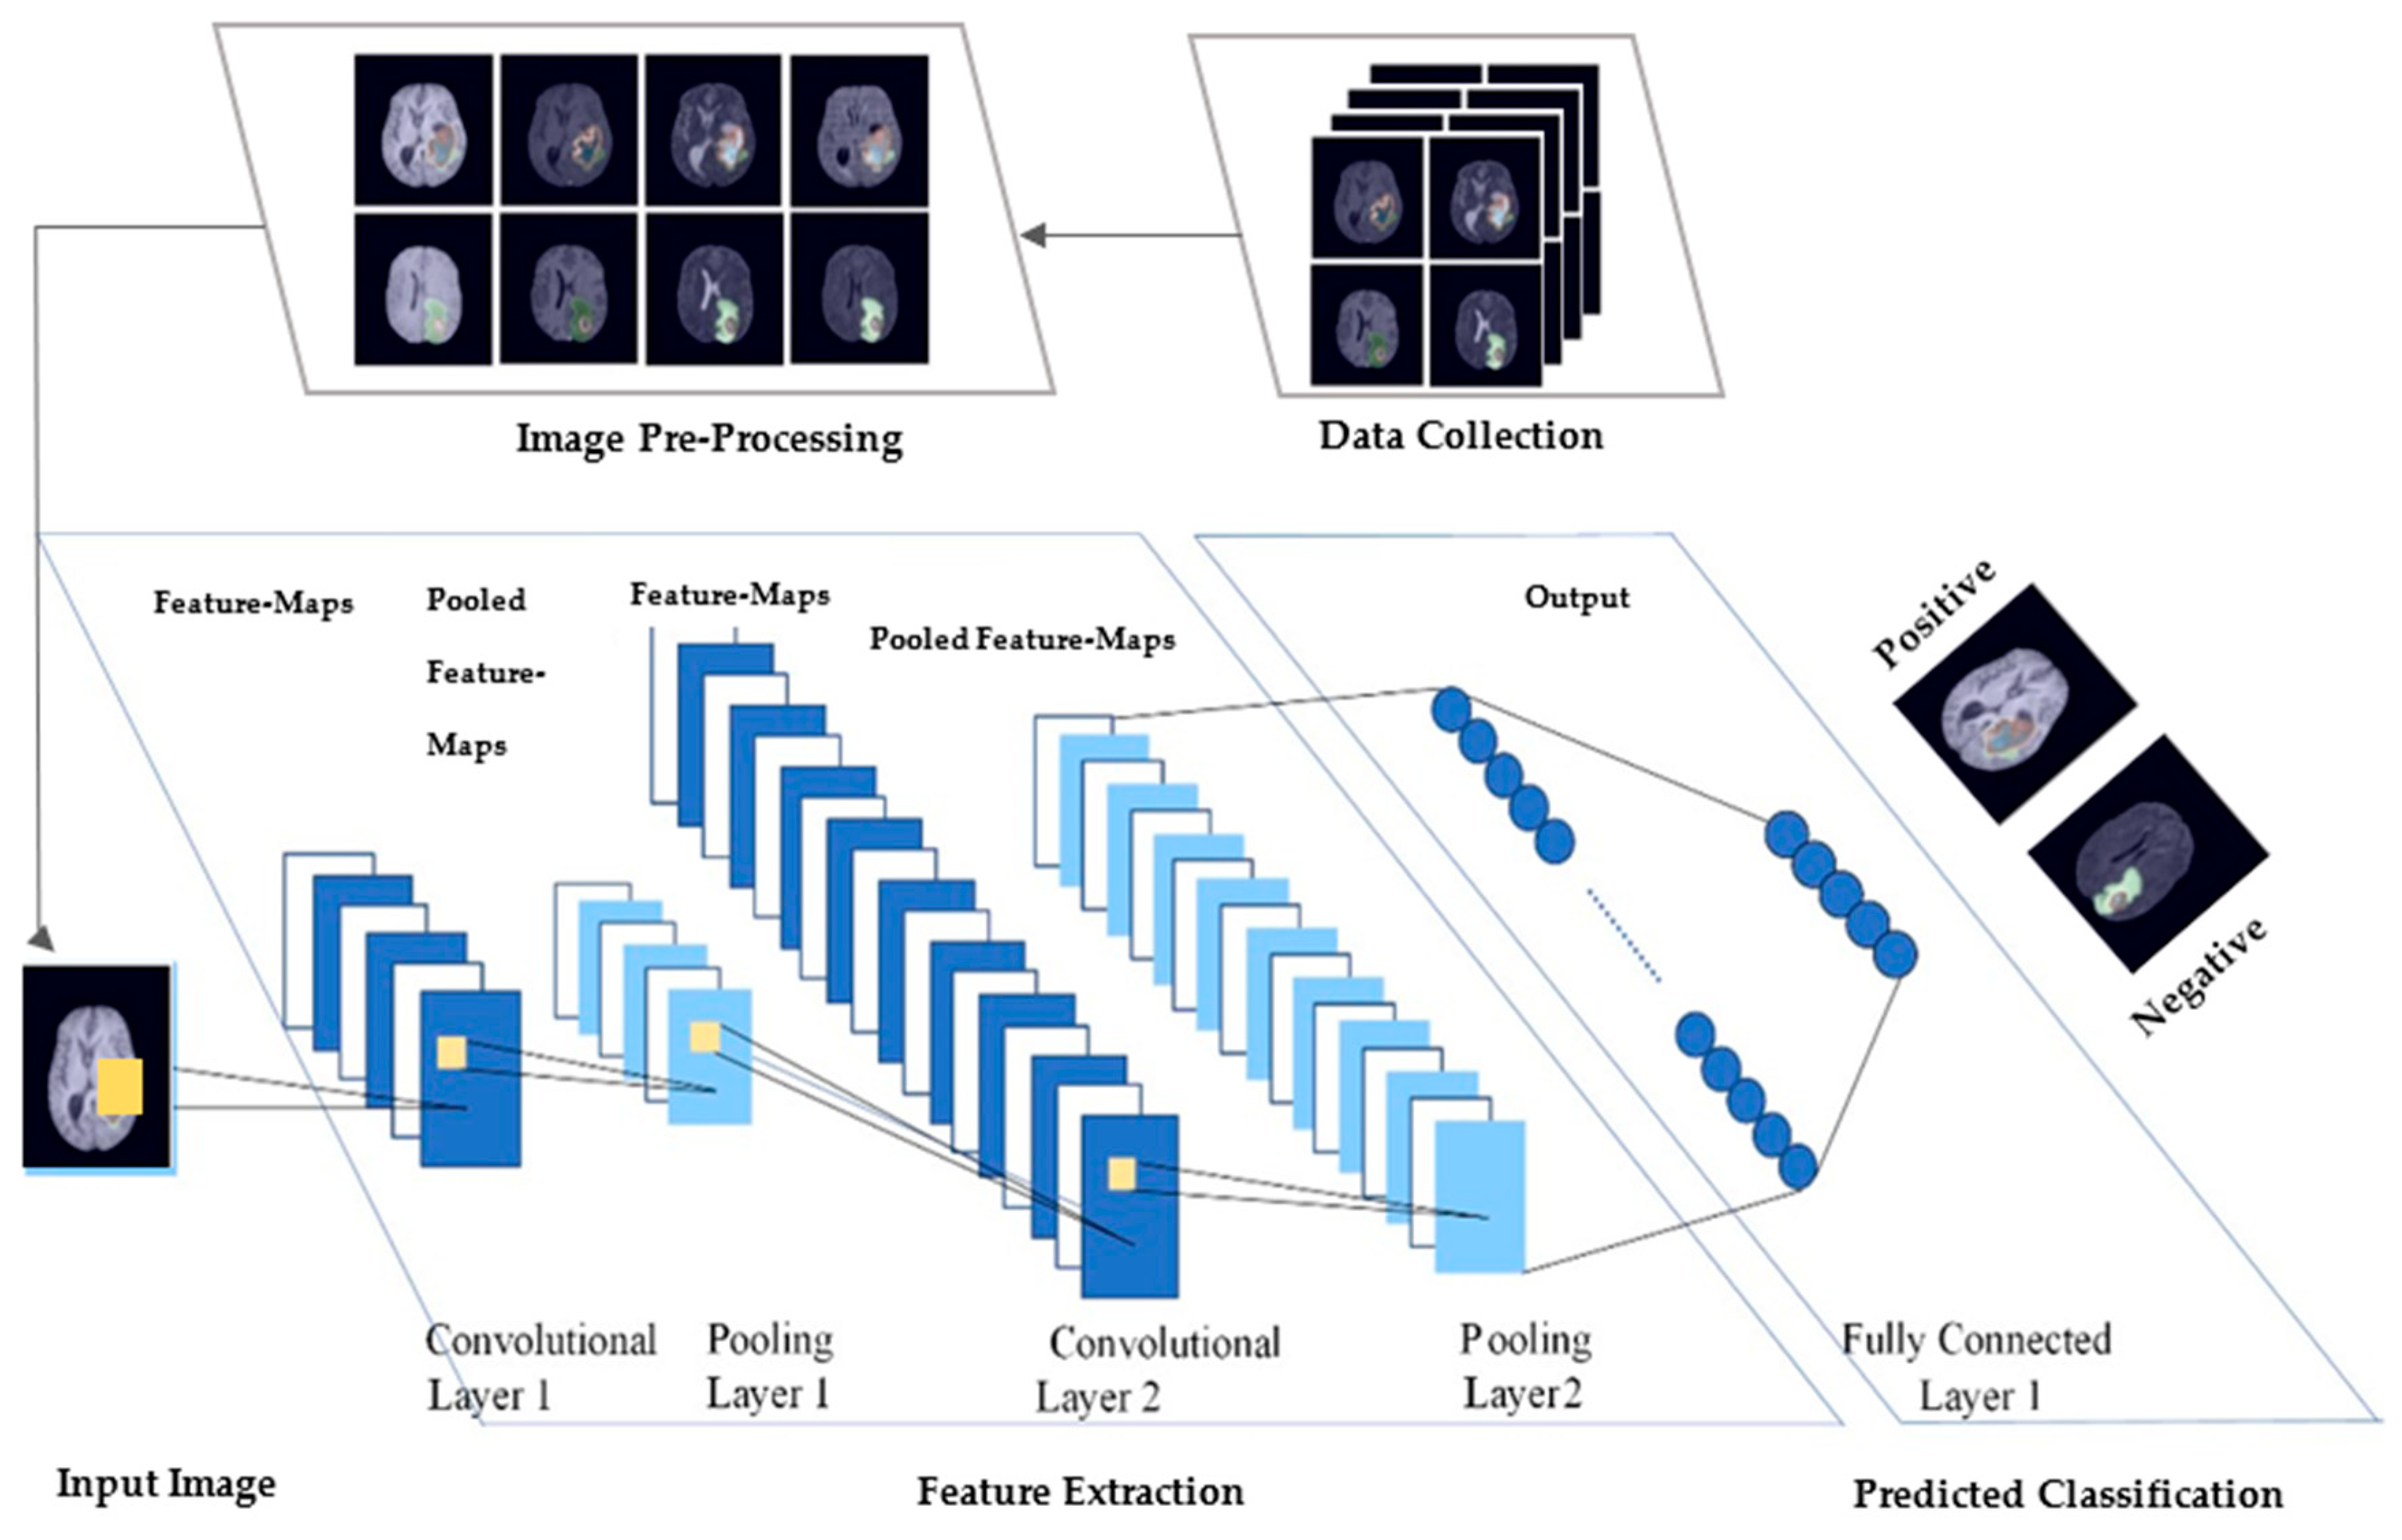 Image Pre-Processing
Data Collection
Feature-Maps
Pooled
Feature-
Maps
Feature-Maps
Pooled Feature-Maps
Output
Positive
Negative
Convolutional
Layer 1
Pooling
Layer 1
Convolutional
Layer 2
Pooling
Layer2
Fully Connected
Layer 1
Input Image
Feature Extraction
Predicted Classification